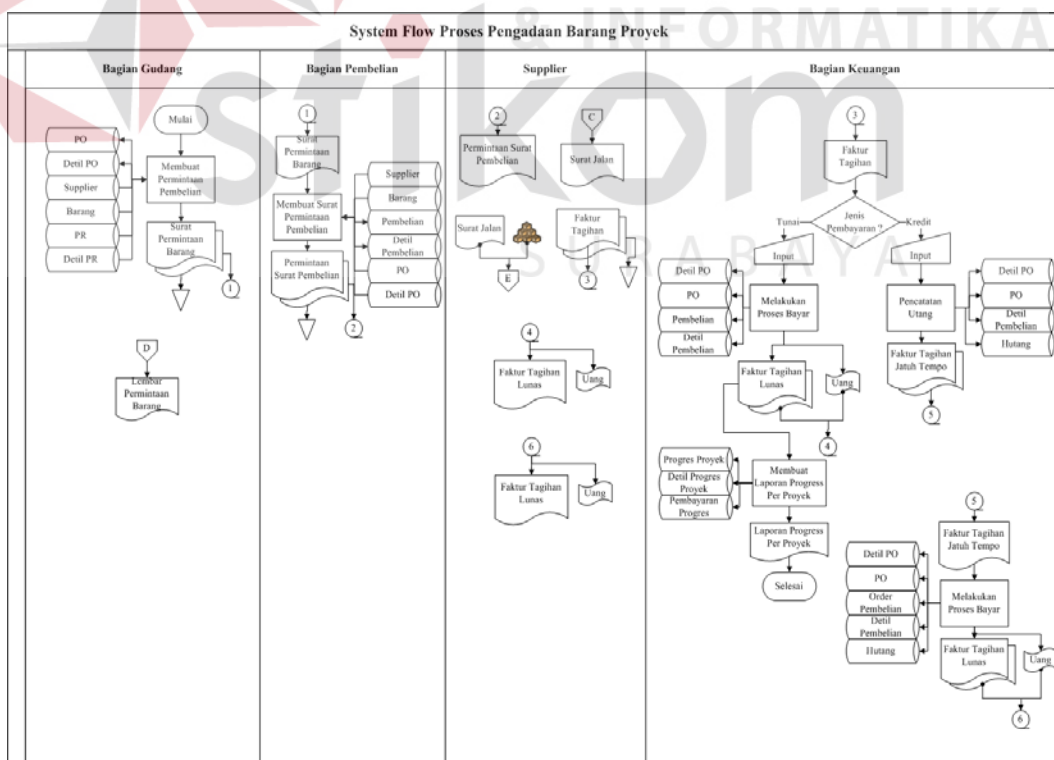 & INFORMATIKA
stikom
SURABAYA
System Flow Proses Pengadaan Barang Proyek
Bagian Gudang
Bagian Pembelian
Supplier
Bagian Keuangan
Mulai
PO
Detil PO
Supplier
Barang
PR
Detil PR
Membuat
Permintaan
Pembelian
Surat
Permintaan
Barang
1
D
Lembar
Permintaan
Barang
1
Surat
Permintaan
Barang
Membuat Surat
Permintaan
Pembelian
Supplier
Barang
Pembelian
Detil
Pembelian
PO
Detil PO
Permintaan
Surat Pembelian
2
2
Permintaan Surat
Pembelian
C
Surat Jalan
Surat Jalan
E
Faktur
Tagihan
3
4
Faktur Tagihan
Lunas
Uang
6
Faktur Tagihan
Lunas
Uang
3
Faktur
Tagihan
Jenis
Pembayaran ?
Tunai
Kredit
Input
Input
Detil PO
PO
Pembelian
Detil
Pembelian
Melakukan
Proses Bayar
Pencatatan
Utang
Detil PO
PO
Detil
Pembelian
Hutang
Faktur Tagihan
Lunas
Uang
4
Faktur Tagihan
Jatuh Tempo
5
Progres Proyek
Detil Progres
Proyek
Pembayaran
Progres
Membuat
Laporan Progress
Per Proyek
Laporan Progress
Per Proyek
Selesai
5
Faktur Tagihan
Jatuh Tempo
Detil PO
PO
Order
Pembelian
Detil
Pembelian
Hutang
Melakukan
Proses Bayar
Faktur Tagihan
Lunas
Uang
6